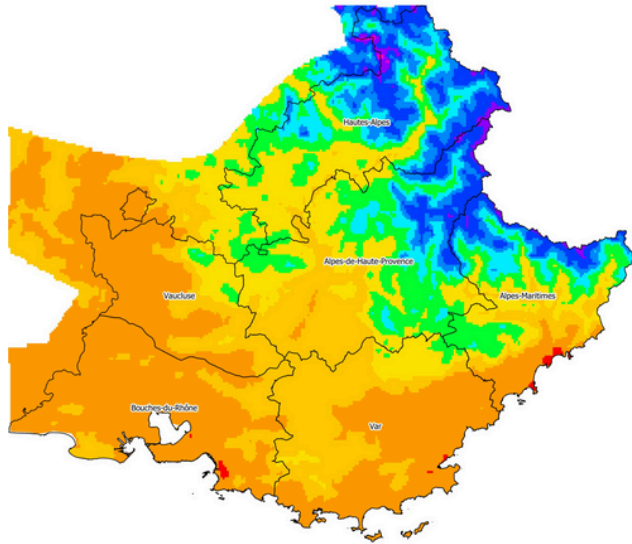 Hautes-Alpes
Alpes-de-Haute-Provence
Vaucluse
Alpes-Maritimes
Bouches-du-Rhône
Var